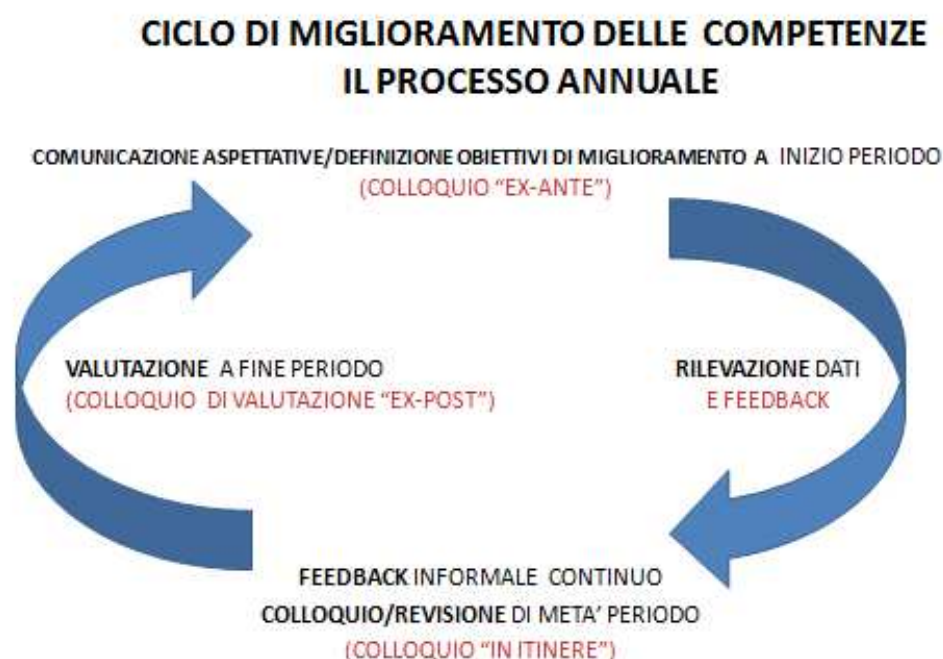 CICLO DI MIGLIORAMENTO DELLE COMPETENZE
IL PROCESSO ANNUALE
COMUNICAZIONE ASPETTATIVE/DEFINIZIONE OBIETTIVI DI MIGLIORAMENTO A INIZIO PERIODO
(COLLOQUIO “EX-ANTE”)
VALUTAZIONE A FINE PERIODO
(COLLOQUIO DI VALUTAZIONE “EX-POST”)
RILEVAZIONE DATI
E FEEDBACK
FEEDBACK INFORMALE CONTINUO
COLLOQUIO/REVISIONE DI META’ PERIODO
(COLLOQUIO “IN ITINERE”)